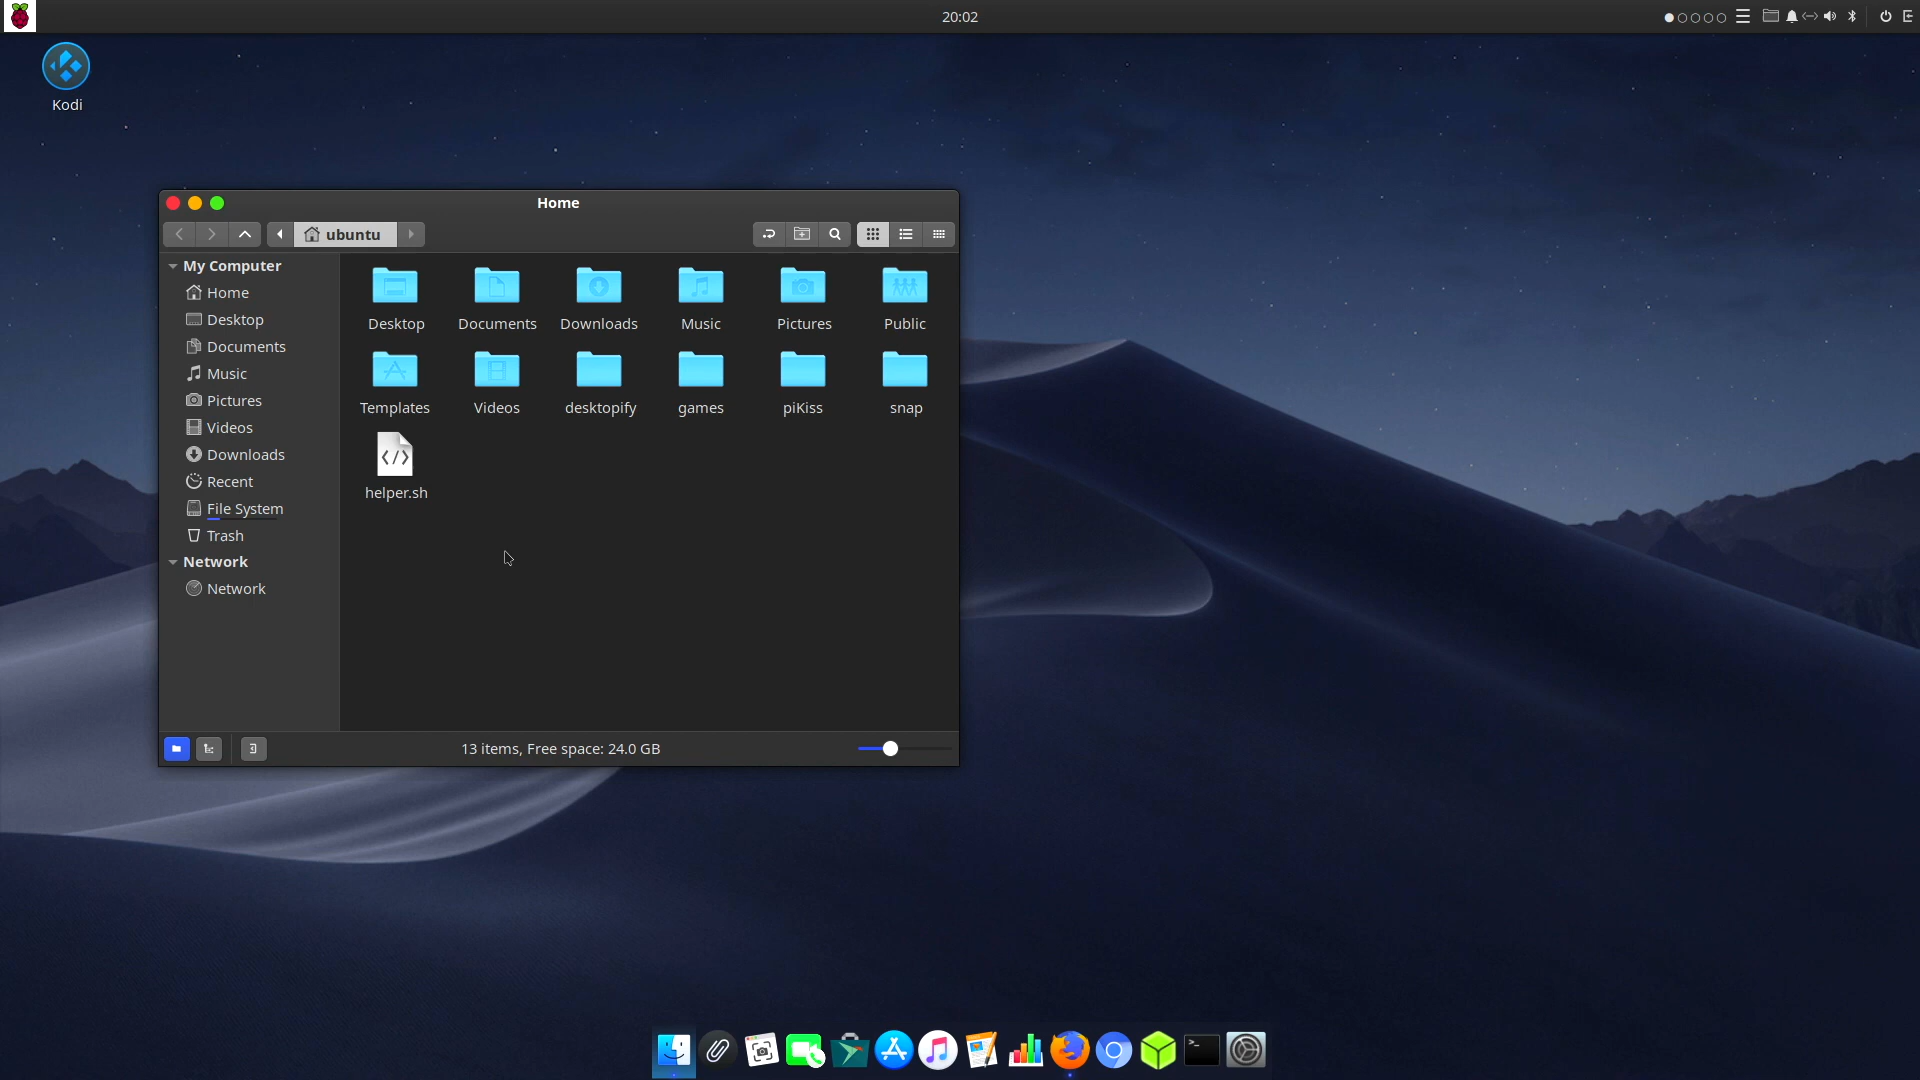 20:02
Kodi
Home
ubuntu
My Computer
Home
Desktop
Documents
Music
Pictures
Videos
Downloads
Recent
File System
Trash
Network
Network
Desktop
Documents
Downloads
Music
Pictures
Public
Templates
Videos
desktopify
games
piKiss
snap
helper.sh
13 items, Free space: 24.0 GB